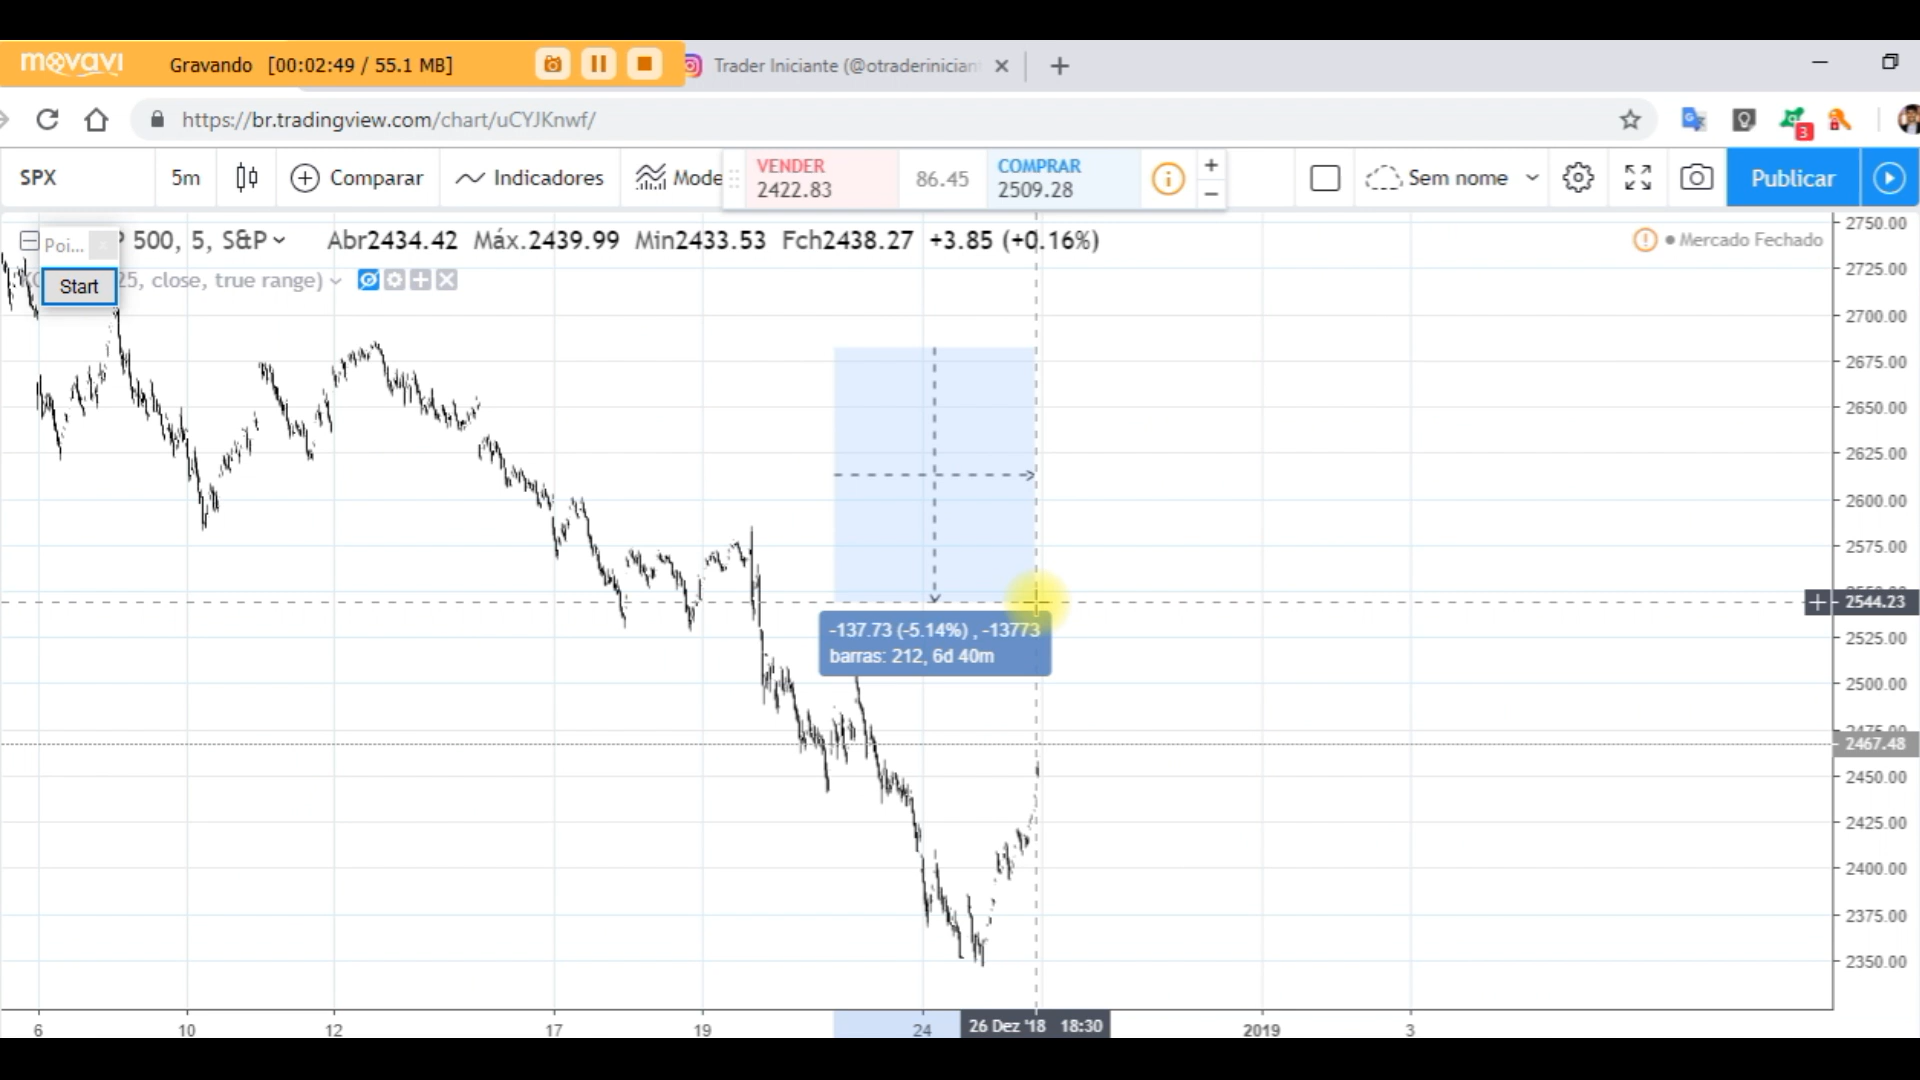 movavi
Gravando [00:02:49 / 55.1 MB]
Trader Iniciante (@otraderinician
https://br.tradingview.com/chart/uCYJKnwf/
3
SPX
5m
Comparar
Indicadores
Mode
VENDER
2422.83
86.45
COMPRAR
2509.28
Sem nome
Publicar
Poi...
500, 5, S&P
Abr2434.42 Máx.2439.99 Min2433.53 Fch2438.27 +3.85 (+0.16%)
Mercado Fechado
Start
25, close, true range)
2750.00
2725.00
2700.00
2675.00
2650.00
2625.00
2600.00
2575.00
2544.23
2525.00
2500.00
2467.48
2450.00
2425.00
2400.00
2375.00
2350.00
-137.73 (-5.14%) , -13773
barras: 212, 6d 40m
6
10
12
17
19
24
26 Dez '18 18:30
2019
3